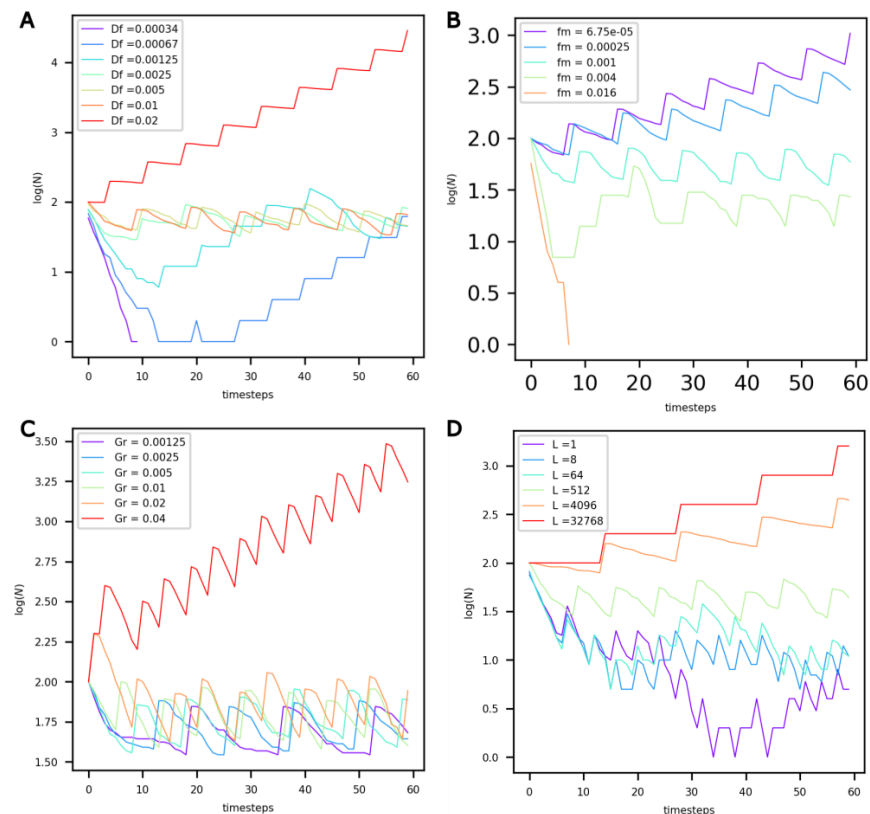 A
Df = 0.00034
Df = 0.00067
Df = 0.00125
Df = 0.0025
Df = 0.005
Df = 0.01
Df = 0.02
log(N)
4
3
2
1
0
0 10 20 30 40 50 60
timesteps
B
fm = 6.75e-05
fm = 0.00025
fm = 0.001
fm = 0.004
fm = 0.016
log(N)
3.0
2.5
2.0
1.5
1.0
0.5
0.0
0 10 20 30 40 50 60
timesteps
C
Gr = 0.00125
Gr = 0.0025
Gr = 0.005
Gr = 0.01
Gr = 0.02
Gr = 0.04
log(N)
3.50
3.25
3.00
2.75
2.50
2.25
2.00
1.75
1.50
0 10 20 30 40 50 60
timesteps
D
L =1
L =8
L =64
L =512
L =4096
L =32768
log(N)
3.0
2.5
2.0
1.5
1.0
0.5
0.0
0 10 20 30 40 50 60
timesteps